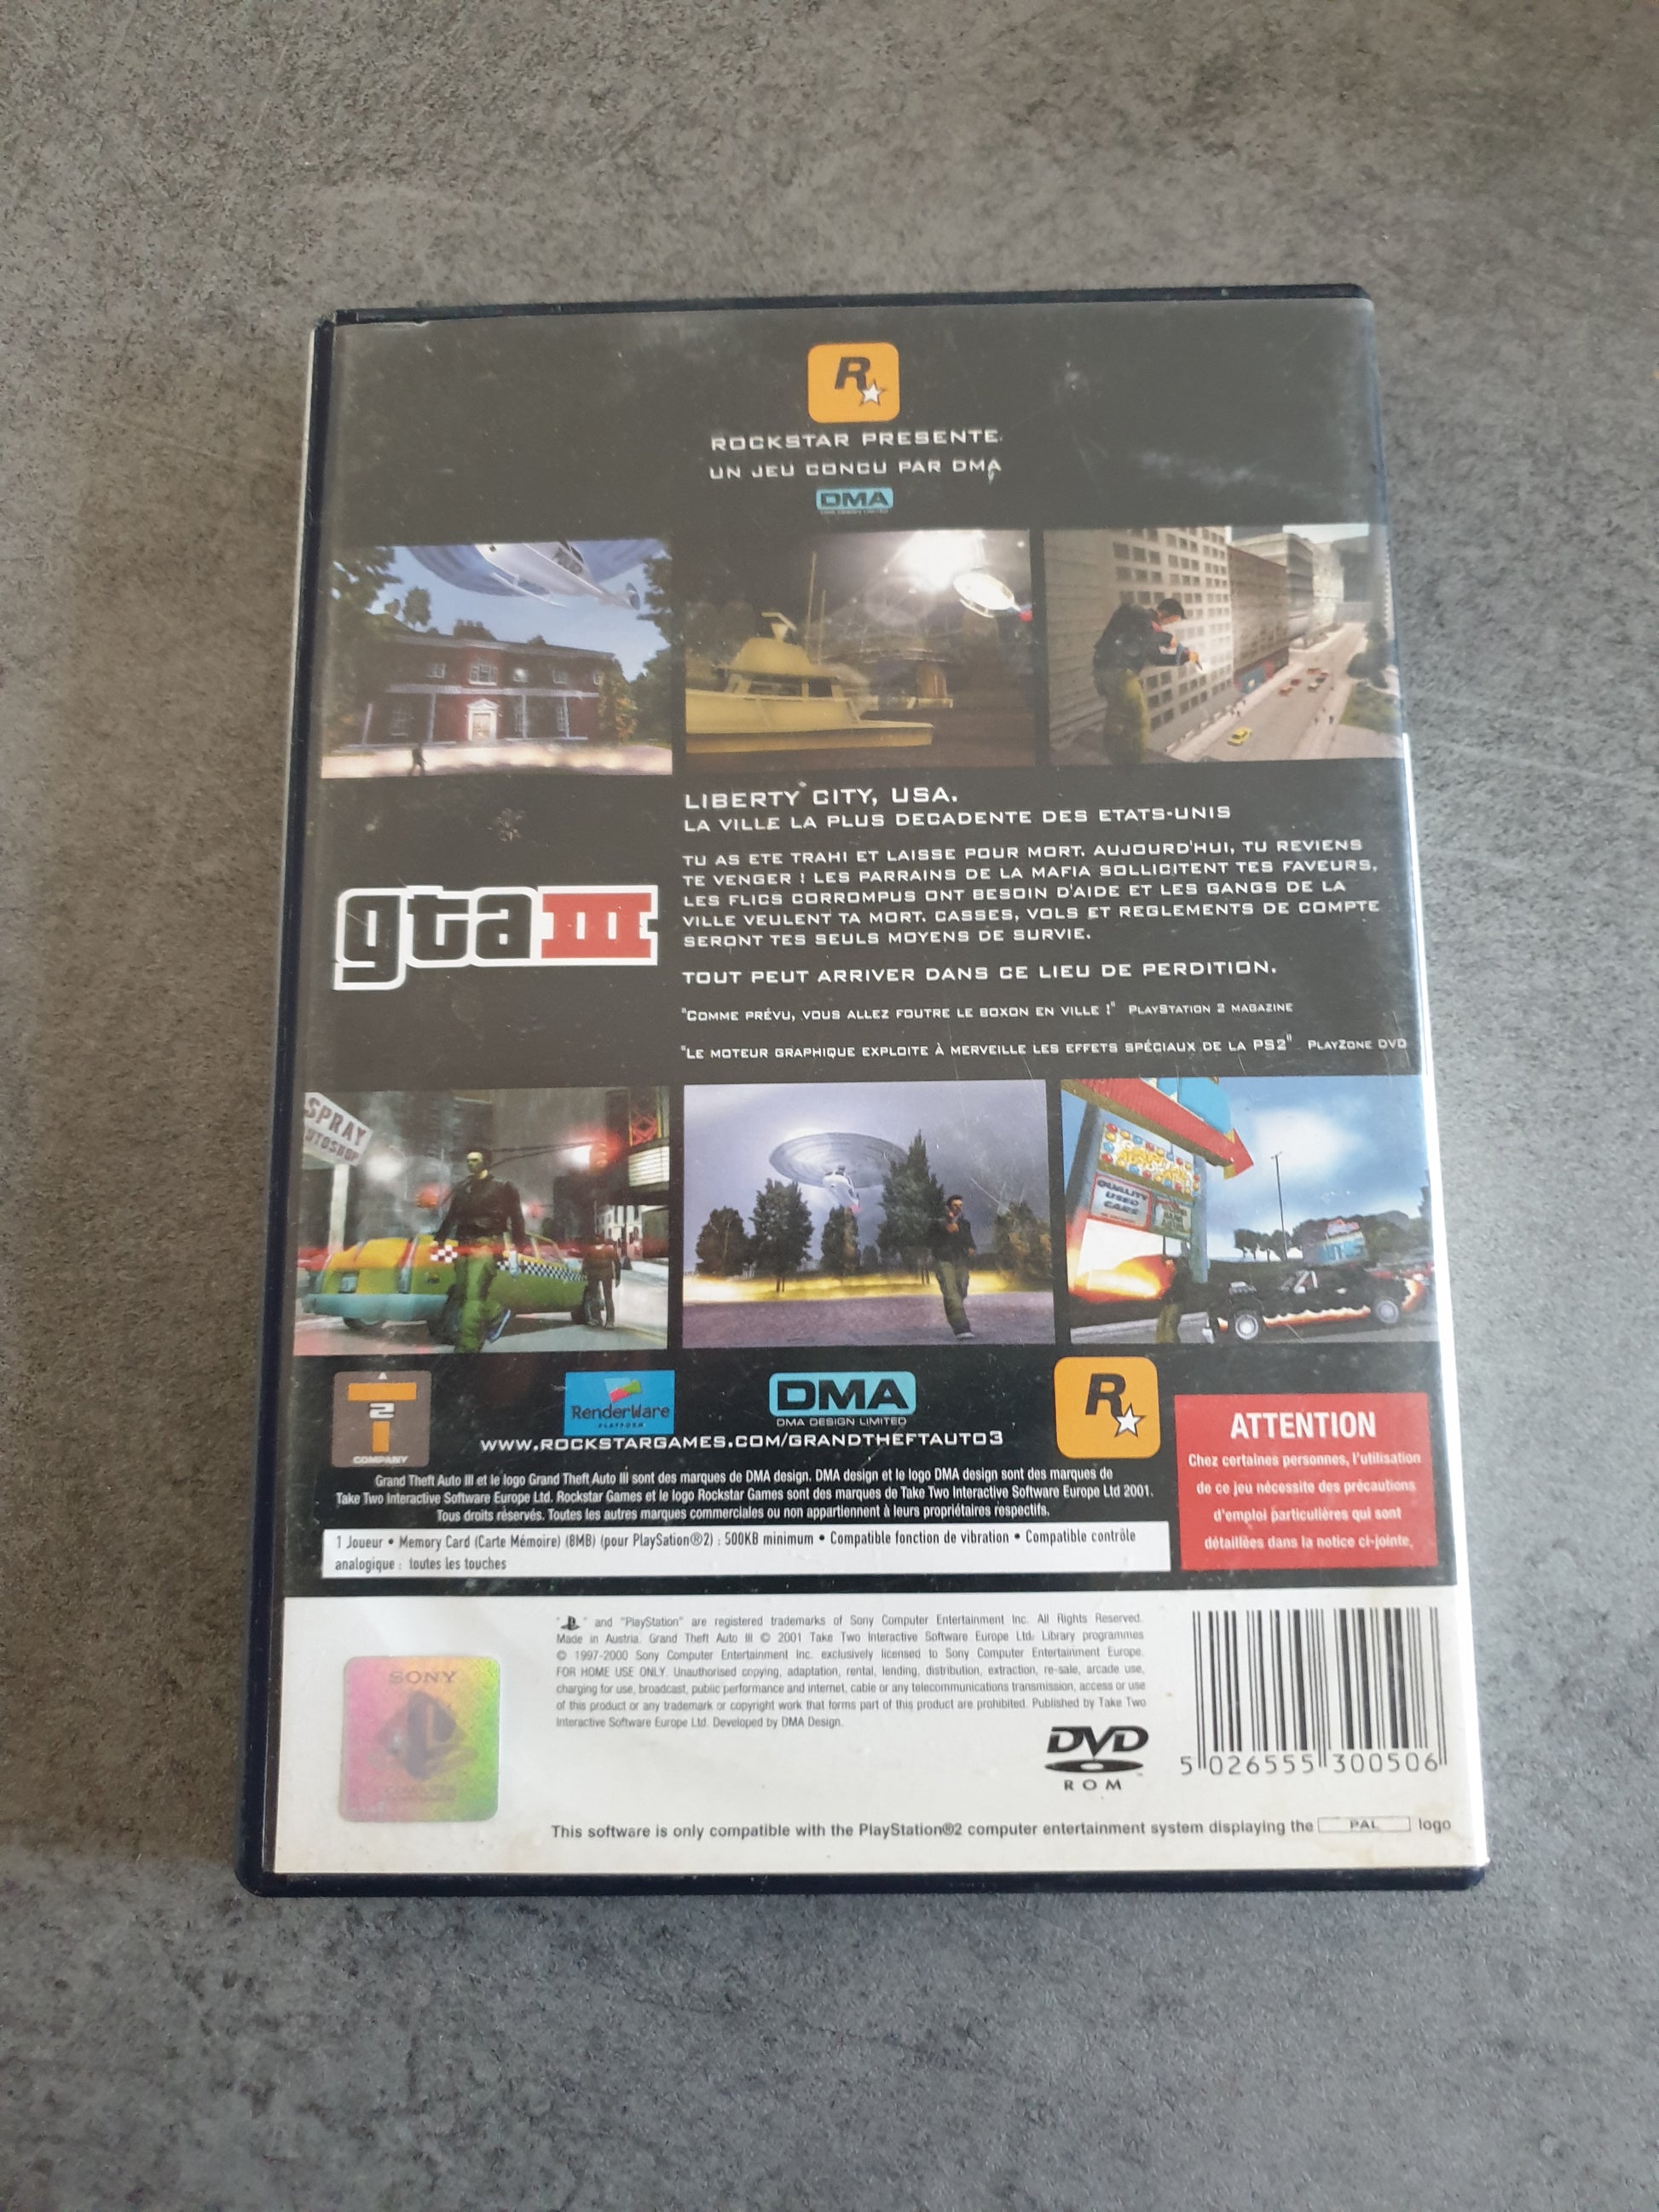 R
ROCKSTAR PRESENTE
UN JEU CONCU PAR DMA
DMA
LIBERTY CITY, USA.
LA VILLE LA PLUS DECADENTE DES ETATS-UNIS
TU AS ETE TRAHI ET LAISSE POUR MORT. AUJOURD'HUI, TU REVIENS
TE VENGER ! LES PARRAINS DE LA MAFIA SOLLICITENT TES FAVEURS,
LES FLICS CORROMPUS ONT BESOIN D'AIDE ET LES GANGS DE LA
VILLE VEULENT TA MORT. CASSES, VOLS ET REGLEMENTS DE COMPTE
SERONT TES SEULS MOYENS DE SURVIE.
gta III
TOUT PEUT ARRIVER DANS CE LIEU DE PERDITION.
"COMME PRÉVU, VOUS ALLEZ FOUTRE LE BOXON EN VILLE !" PLAYSTATION 2 MAGAZINE
"LE MOTEUR GRAPHIQUE EXPLOITE À MERVEILLE LES EFFETS SPÉCIAUX DE LA PS2" PLAYZONE DVD
SPRAY
UTOSHOP
QUALITY
USED
CARS
AUTOS
T2
COMPANY
RenderWare
PLATFORM
DMA
DMA DESIGN LIMITED
R
WWW.ROCKSTARGAMES.COM/GRANDTHEFTAUTO3
ATTENTION
Chez certaines personnes, l'utilisation
de ce jeu nécessite des précautions
d'emploi particulières qui sont
détaillées dans la notice ci-jointe.
Grand Theft Auto III et le logo Grand Theft Auto III sont des marques de DMA design. DMA design et le logo DMA design sont des marques de
Take Two Interactive Software Europe Ltd. Rockstar Games et le logo Rockstar Games sont des marques de Take Two Interactive Software Europe Ltd 2001.
Tous droits réservés. Toutes les autres marques commerciales ou non appartiennent à leurs propriétaires respectifs.
1 Joueur • Memory Card (Carte Mémoire) (8MB) (pour PlayStation®2) : 500KB minimum • Compatible fonction de vibration • Compatible contrôle
analogique : toutes les touches
" " and "PlayStation" are registered trademarks of Sony Computer Entertainment Inc. All Rights Reserved.
Made in Austria. Grand Theft Auto III © 2001 Take Two Interactive Software Europe Ltd. Library programmes
© 1997-2000 Sony Computer Entertainment Inc. exclusively licensed to Sony Computer Entertainment Europe.
FOR HOME USE ONLY. Unauthorised copying, adaptation, rental, lending, distribution, extraction, re-sale, arcade use,
charging for use, broadcast, public performance and internet, cable or any telecommunications transmission, access or use
of this product or any trademark or copyright work that forms part of this product are prohibited. Published by Take Two
Interactive Software Europe Ltd. Developed by DMA Design.
SONY
DVD
ROM
5 026555 300506
This software is only compatible with the PlayStation®2 computer entertainment system displaying the PAL logo